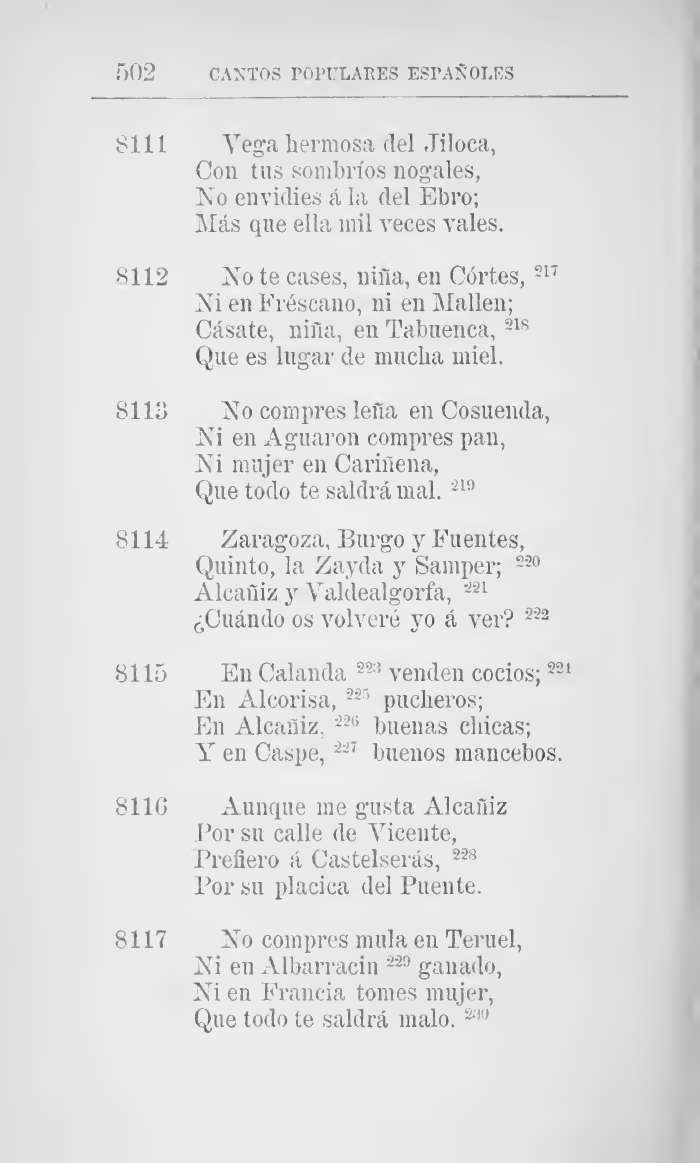 502 CANTOS POPULARES ESPAÑOLES
8111 Vega hermosa del Jiloca,
Con tus sombríos nogales,
No envidies á la del Ebro;
Más que ella mil veces vales.
8112 No te cases, niña, en Córtes, 217
Ni en Fréscano, ni en Mallen;
Cásate, niña, en Tabuenca, 218
Que es lugar de mucha miel.
8113 No compres leña en Cosuenda,
Ni en Aguaron compres pan,
Ni mujer en Cariñena,
Que todo te saldrá mal. 219
8114 Zaragoza, Burgo y Fuentes,
Quinto, la Zayda y Samper; 220
Alcañiz y Valdealgorfa, 221
¿Cuándo os volveré yo á ver? 222
8115 En Calanda 223 venden cocios; 224
En Alcorisa, 225 pucheros;
En Alcañiz, 226 buenas chicas;
Y en Caspe, 227 buenos mancebos.
8116 Aunque me gusta Alcañiz
Por su calle de Vicente,
Prefiero á Castelserás, 228
Por su placica del Puente.
8117 No compres mula en Teruel,
Ni en Albarracin 229 ganado,
Ni en Francia tomes mujer,
Que todo te saldrá malo. 230